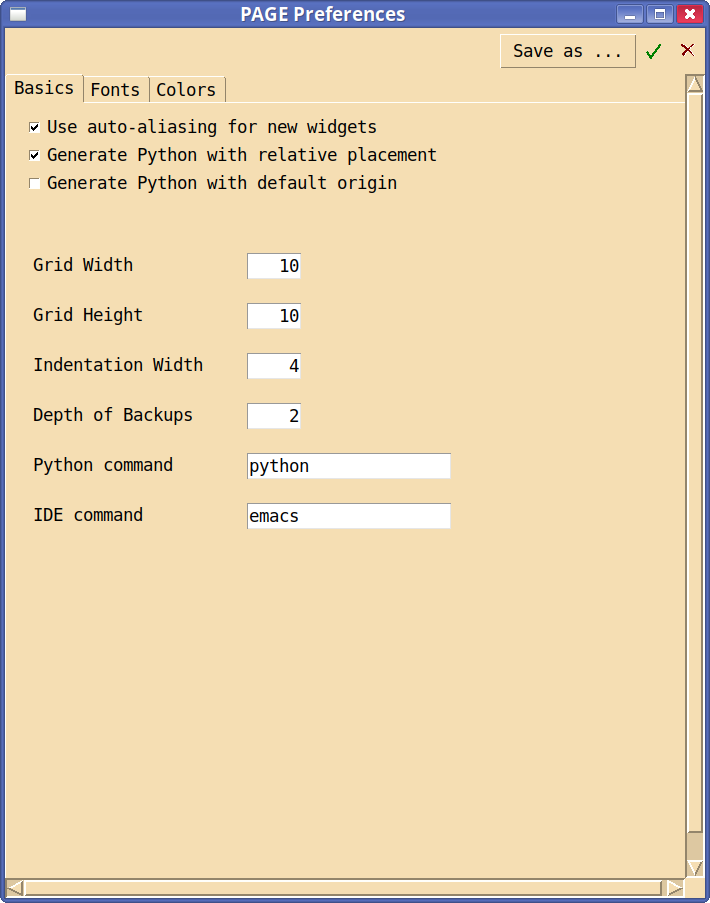 PAGE Preferences
Save as ...
Basics Fonts Colors
Use auto-aliasing for new widgets
Generate Python with relative placement
Generate Python with default origin
Grid Width 10
Grid Height 10
Indentation Width 4
Depth of Backups 2
Python command python
IDE command emacs